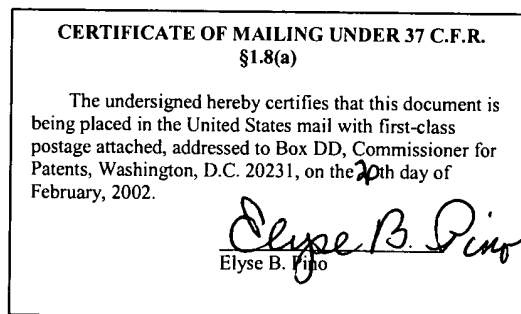 CERTIFICATE OF MAILING UNDER 37 C.F.R.
§1.8(a)
The undersigned hereby certifies that this document is
being placed in the United States mail with first-class
postage attached, addressed to Box DD, Commissioner for
Patents, Washington, D.C. 20231, on the 20th day of
February, 2002.
Elyse B. Pino
Elyse B. Pino